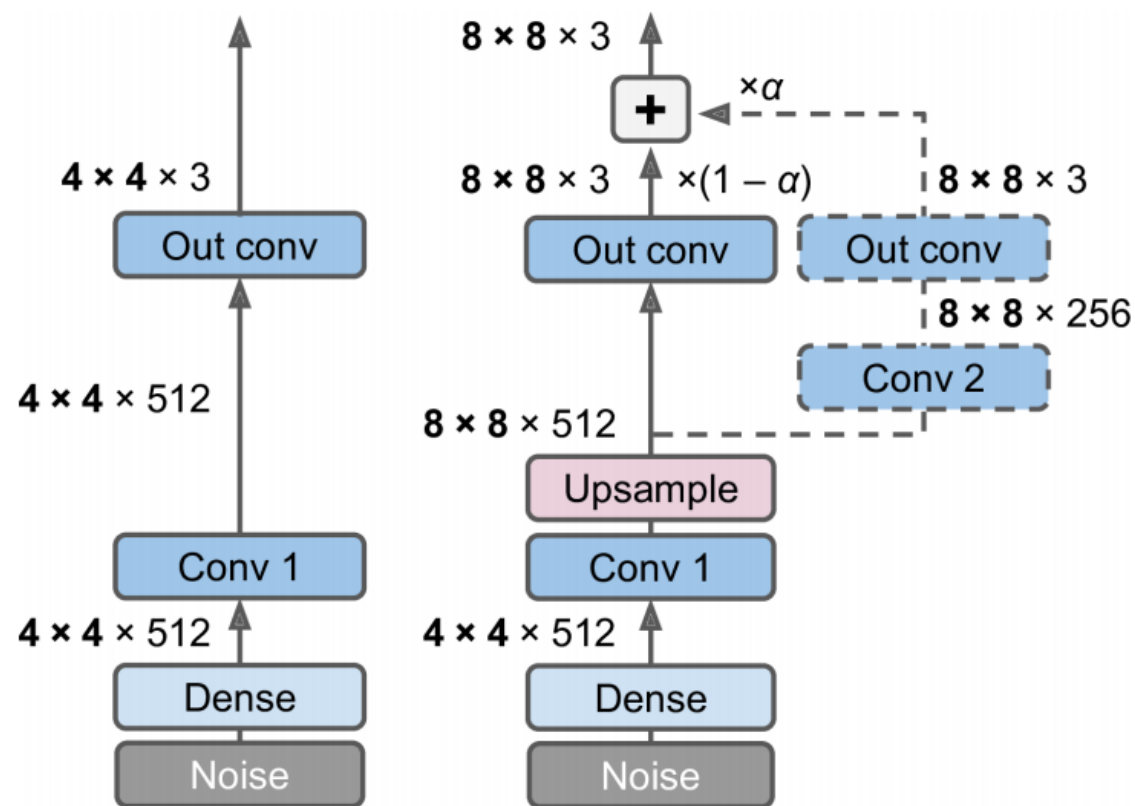 4 × 4 × 3
Out conv
4 × 4 × 512
Conv 1
4 × 4 × 512
Dense
Noise
8 × 8 × 3
+
×α
8 × 8 × 3
×(1 – α)
8 × 8 × 3
Out conv
Out conv
8 × 8 × 256
Conv 2
8 × 8 × 512
Upsample
Conv 1
4 × 4 × 512
Dense
Noise